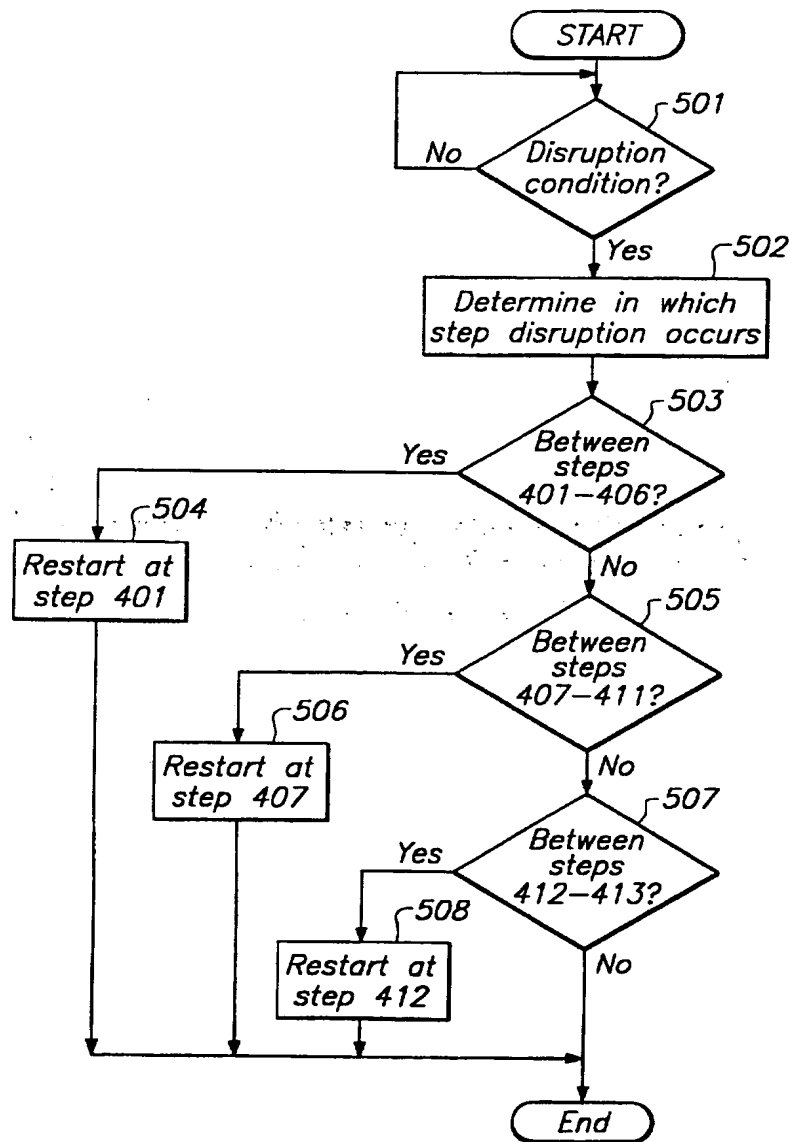 START
501
Disruption
condition?
No
Yes
502
Determine in which
step disruption occurs
503
Between
steps
401-406?
Yes
No
504
Restart at
step 401
505
Between
steps
407-411?
Yes
No
506
Restart at
step 407
507
Between
steps
412-413?
Yes
No
508
Restart at
step 412
End